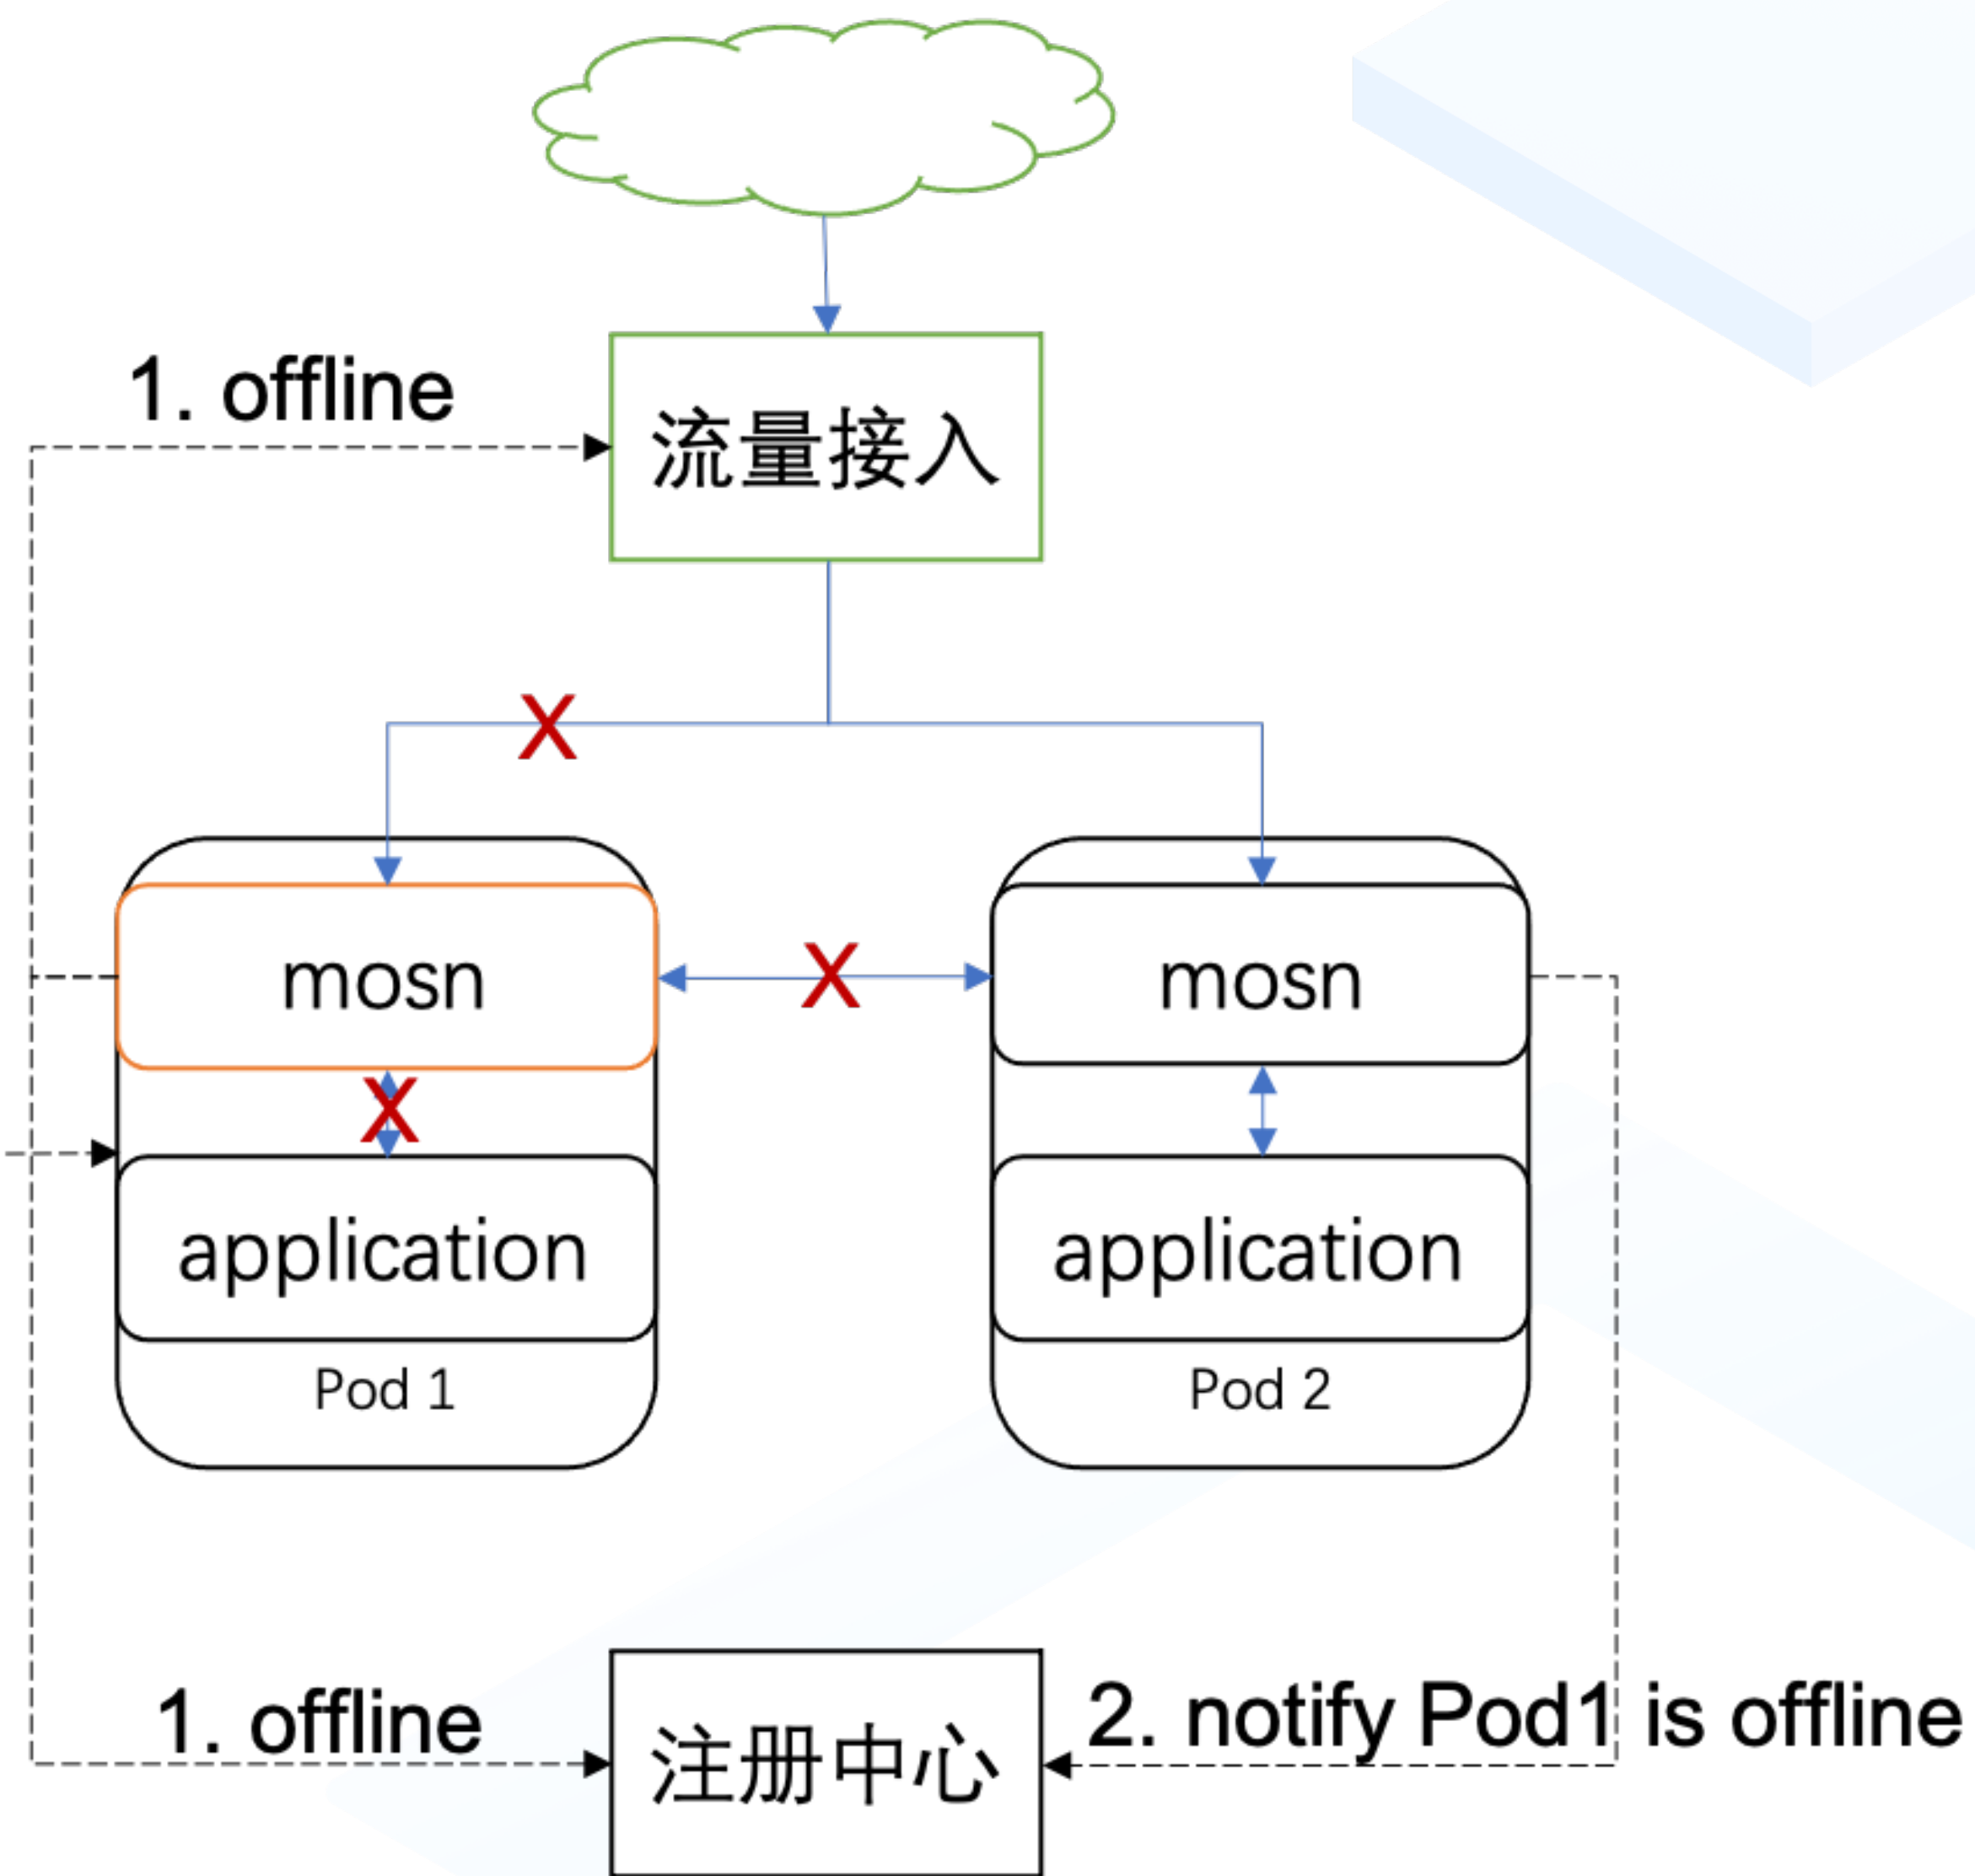 1. offline
流量接入
X
mosn
X
mosn
X
application
application
Pod 1
Pod 2
1. offline
注册中心
2. notify Pod1 is offline